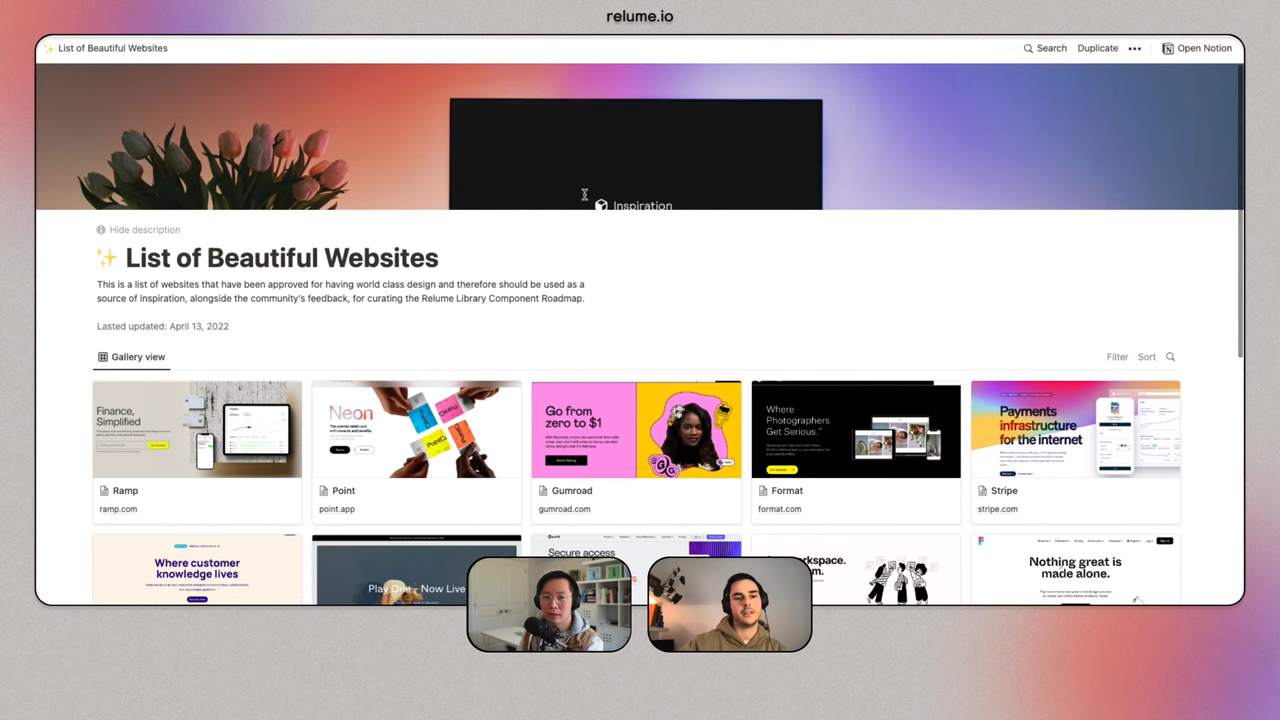 relume.io
✨ List of Beautiful Websites
Search
Duplicate
•••
Open Notion
Inspiration
Hide description
✨ List of Beautiful Websites
This is a list of websites that have been approved for having world class design and therefore should be used as a
source of inspiration, alongside the community's feedback, for curating the Relume Library Component Roadmap.
Lasted updated: April 13, 2022
Gallery view
Filter
Sort
Finance,
Simplified
Neon
Go from
zero to $1
Where
Photographers
Get Serious.™
Payments
infrastructure
for the internet
Ramp
ramp.com
Point
point.app
Gumroad
gumroad.com
Format
format.com
Stripe
stripe.com
Where customer
knowledge lives
Play One - Now Live
Secure access
Nothing great is
made alone.